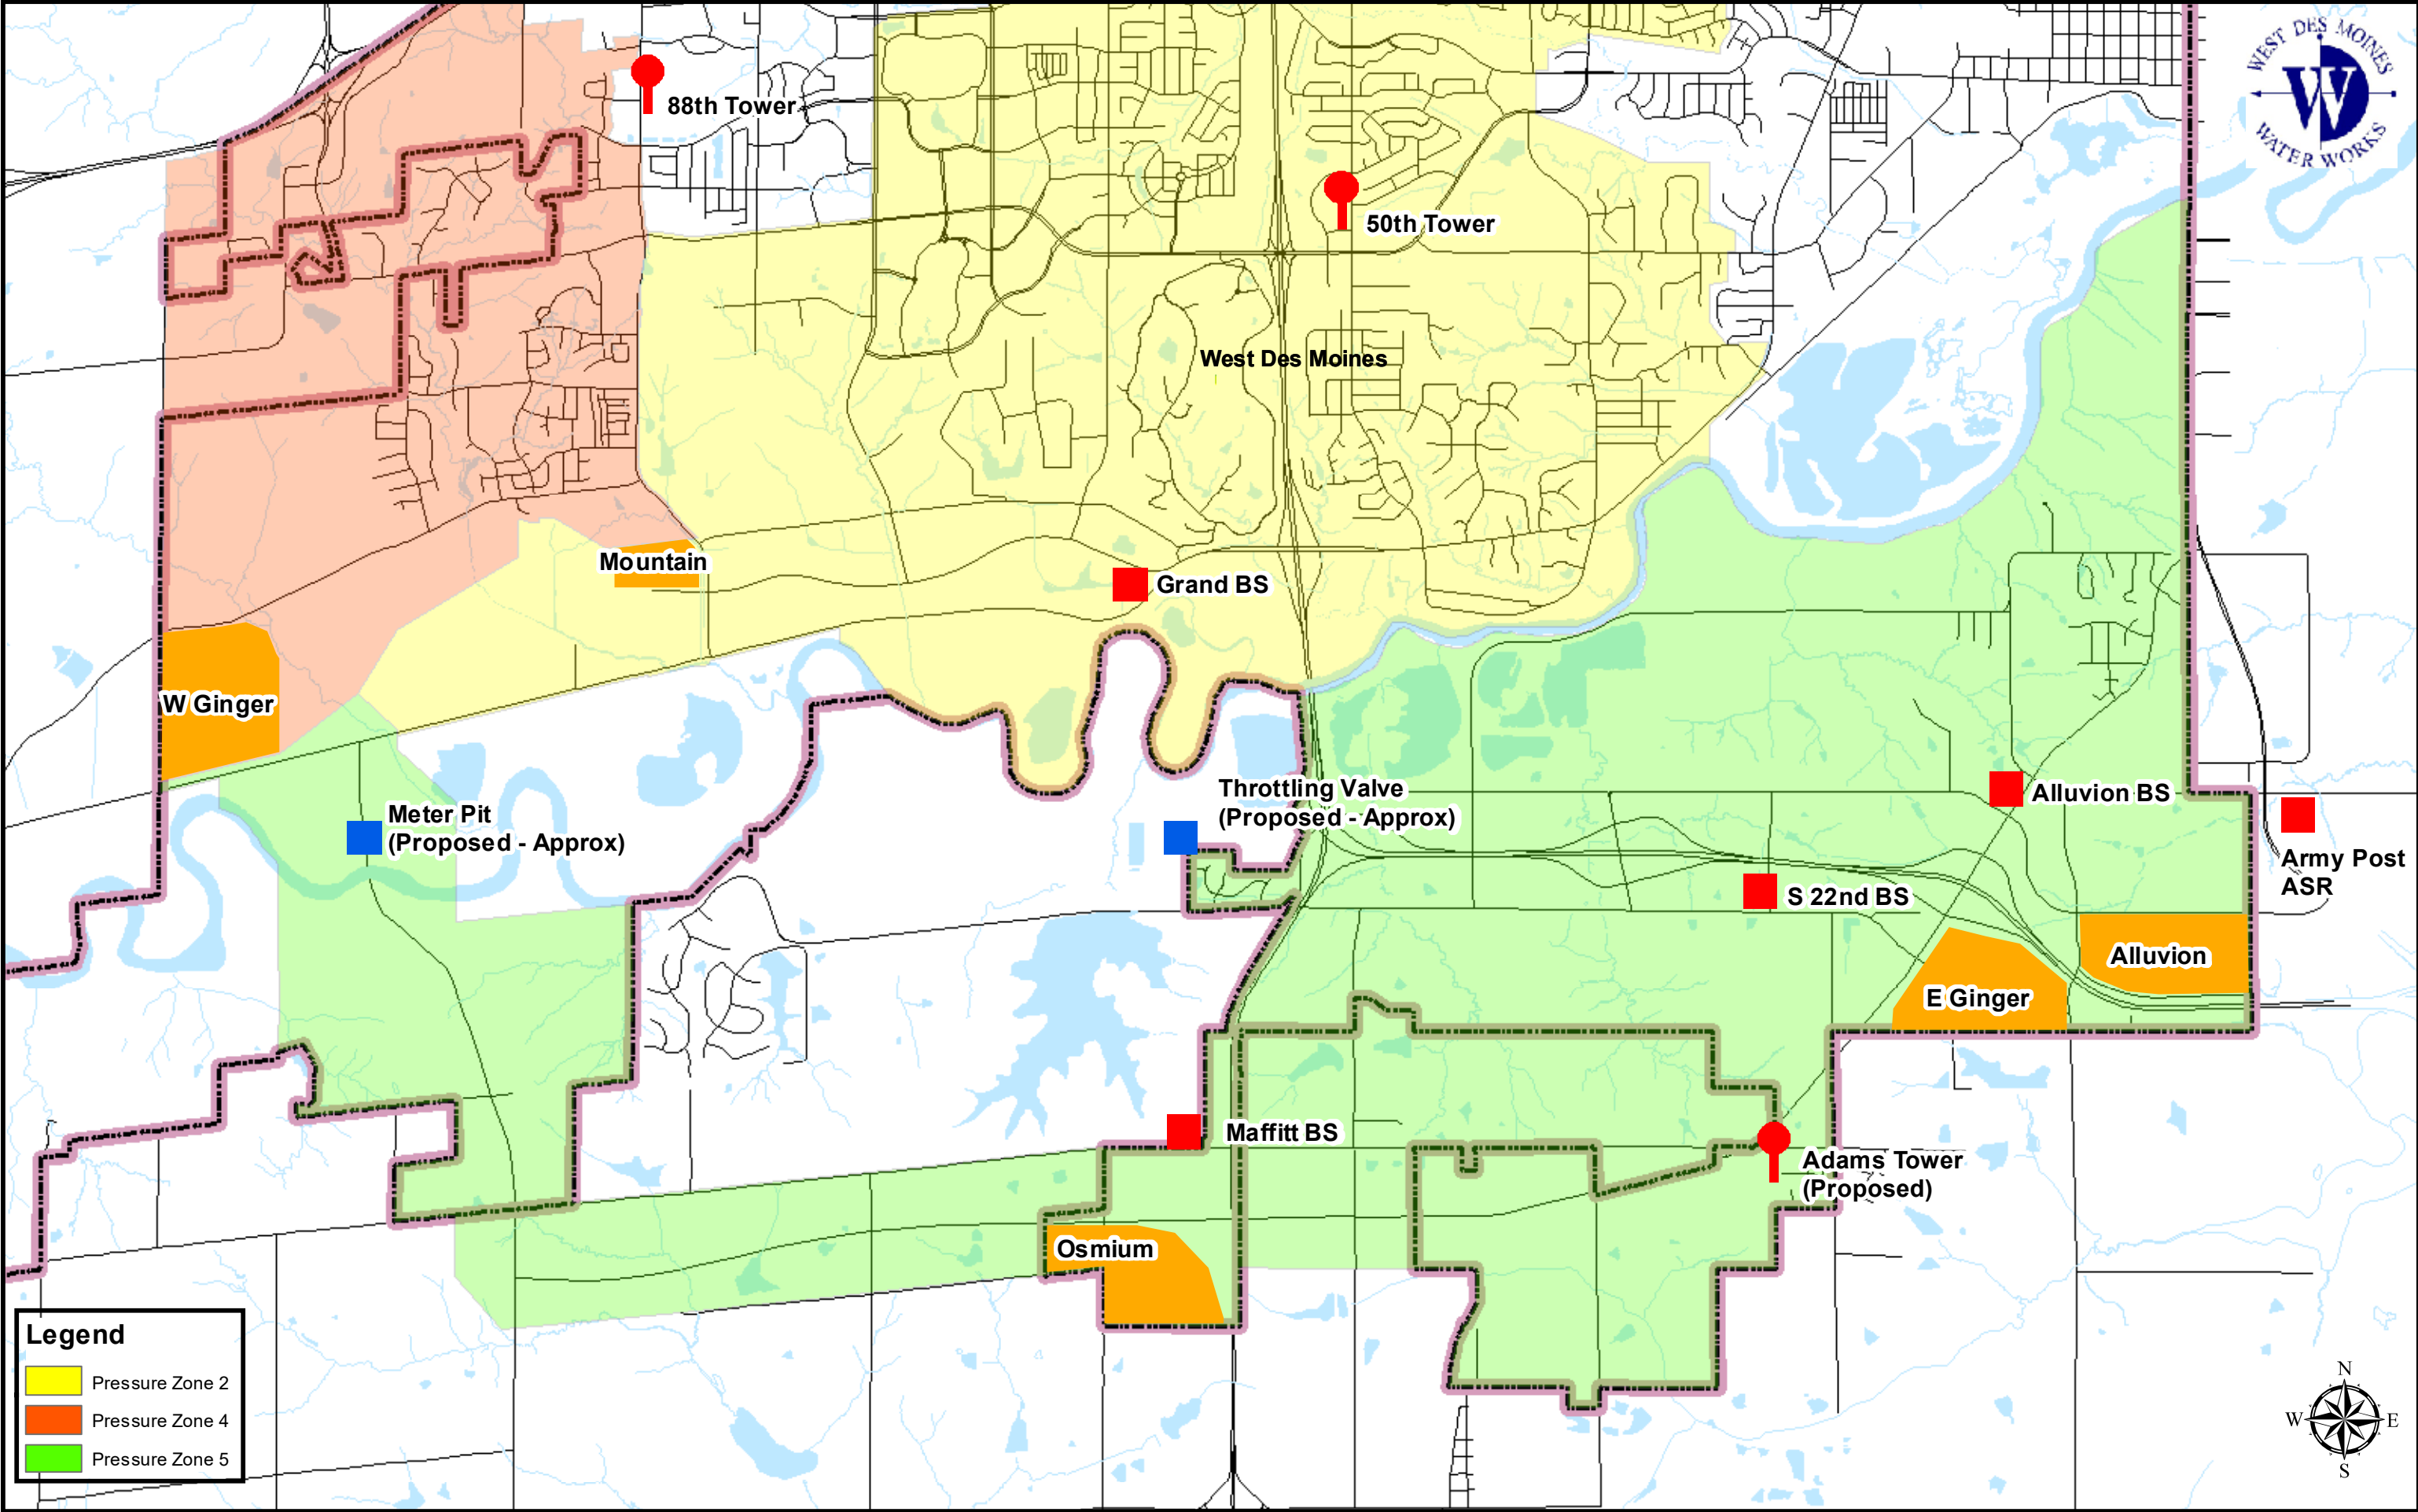 WEST DES MOINES
W
WATER WORKS
88th Tower
50th Tower
West Des Moines
Mountain
Grand BS
W Ginger
Meter Pit
(Proposed - Approx)
Throttling Valve
(Proposed - Approx)
Alluvion BS
Army Post
ASR
S 22nd BS
Alluvion
E Ginger
Maffitt BS
Adams Tower
(Proposed)
Osmium
Legend
Pressure Zone 2
Pressure Zone 4
Pressure Zone 5
N
W E
S